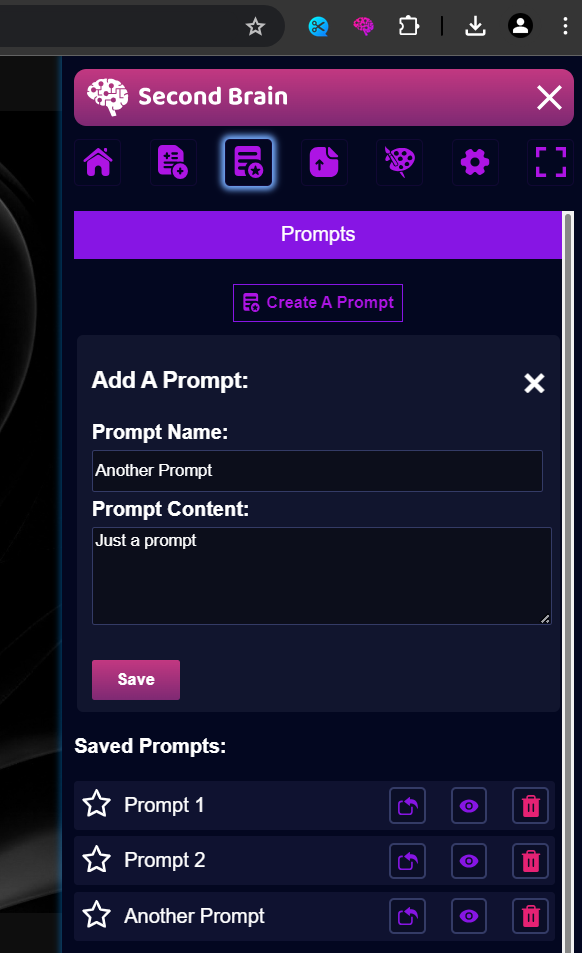 Second Brain
Prompts
Create A Prompt
Add A Prompt:
Prompt Name:
Another Prompt
Prompt Content:
Just a prompt
Save
Saved Prompts:
Prompt 1
Prompt 2
Another Prompt